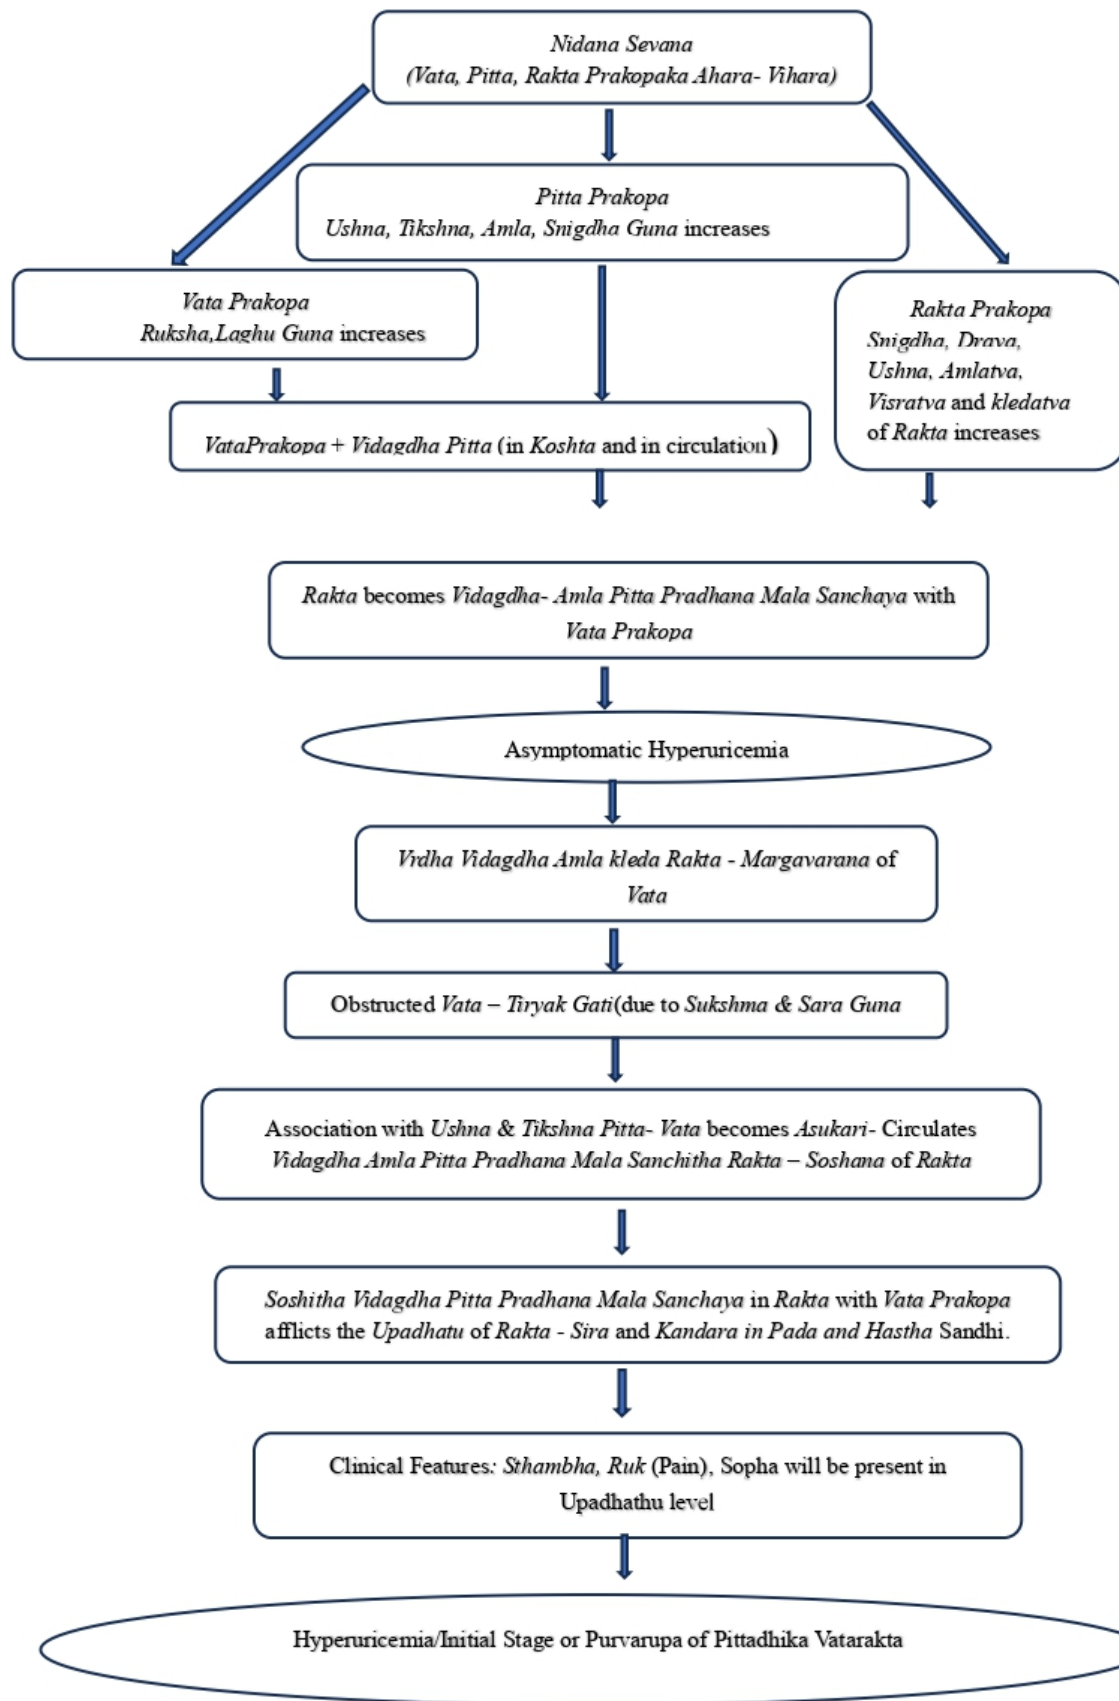 Nidana Sevana
(Vata, Pitta, Rakta Prakopaka Ahara- Vihara)
Pitta Prakopa
Ushna, Tikshna, Amla, Snigdha Guna increases
Vata Prakopa
Ruksha,Laghu Guna increases
Rakta Prakopa
Snigdha, Drava,
Ushna, Amlatva,
Visratva and kledatva
of Rakta increases
VataPrakopa + Vidagdha Pitta (in Koshta and in circulation)
Rakta becomes Vidagdha- Amla Pitta Pradhana Mala Sanchaya with
Vata Prakopa
Asymptomatic Hyperuricemia
Vrdha Vidagdha Amla kleda Rakta - Margavarana of
Vata
Obstructed Vata – Tiryak Gati(due to Sukshma & Sara Guna
Association with Ushna & Tikshna Pitta- Vata becomes Asukari- Circulates
Vidagdha Amla Pitta Pradhana Mala Sanchitha Rakta – Soshana of Rakta
Soshitha Vidagdha Pitta Pradhana Mala Sanchaya in Rakta with Vata Prakopa
afflicts the Upadhatu of Rakta - Sira and Kandara in Pada and Hastha Sandhi.
Clinical Features: Sthambha, Ruk (Pain), Sopha will be present in
Upadhathu level
Hyperuricemia/Initial Stage or Purvarupa of Pittadhika Vatarakta